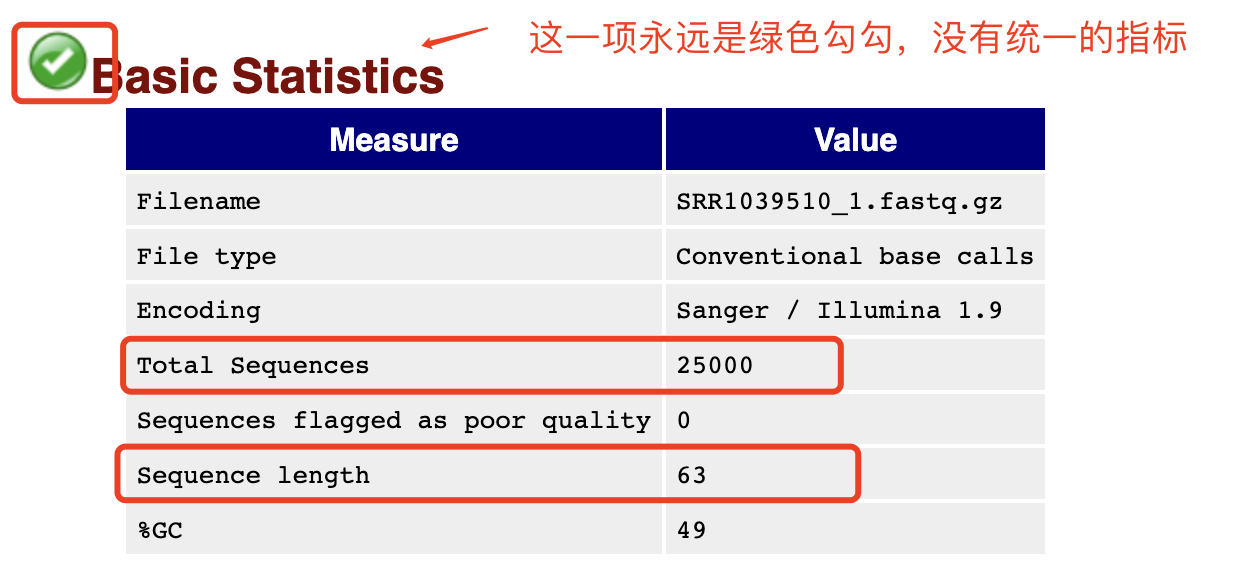 这一项永远是绿色勾勾，没有统一的指标
Basic Statistics
Measure Value
Filename SRR1039510_1.fastq.gz
File type Conventional base calls
Encoding Sanger / Illumina 1.9
Total Sequences 25000
Sequences flagged as poor quality 0
Sequence length 63
%GC 49